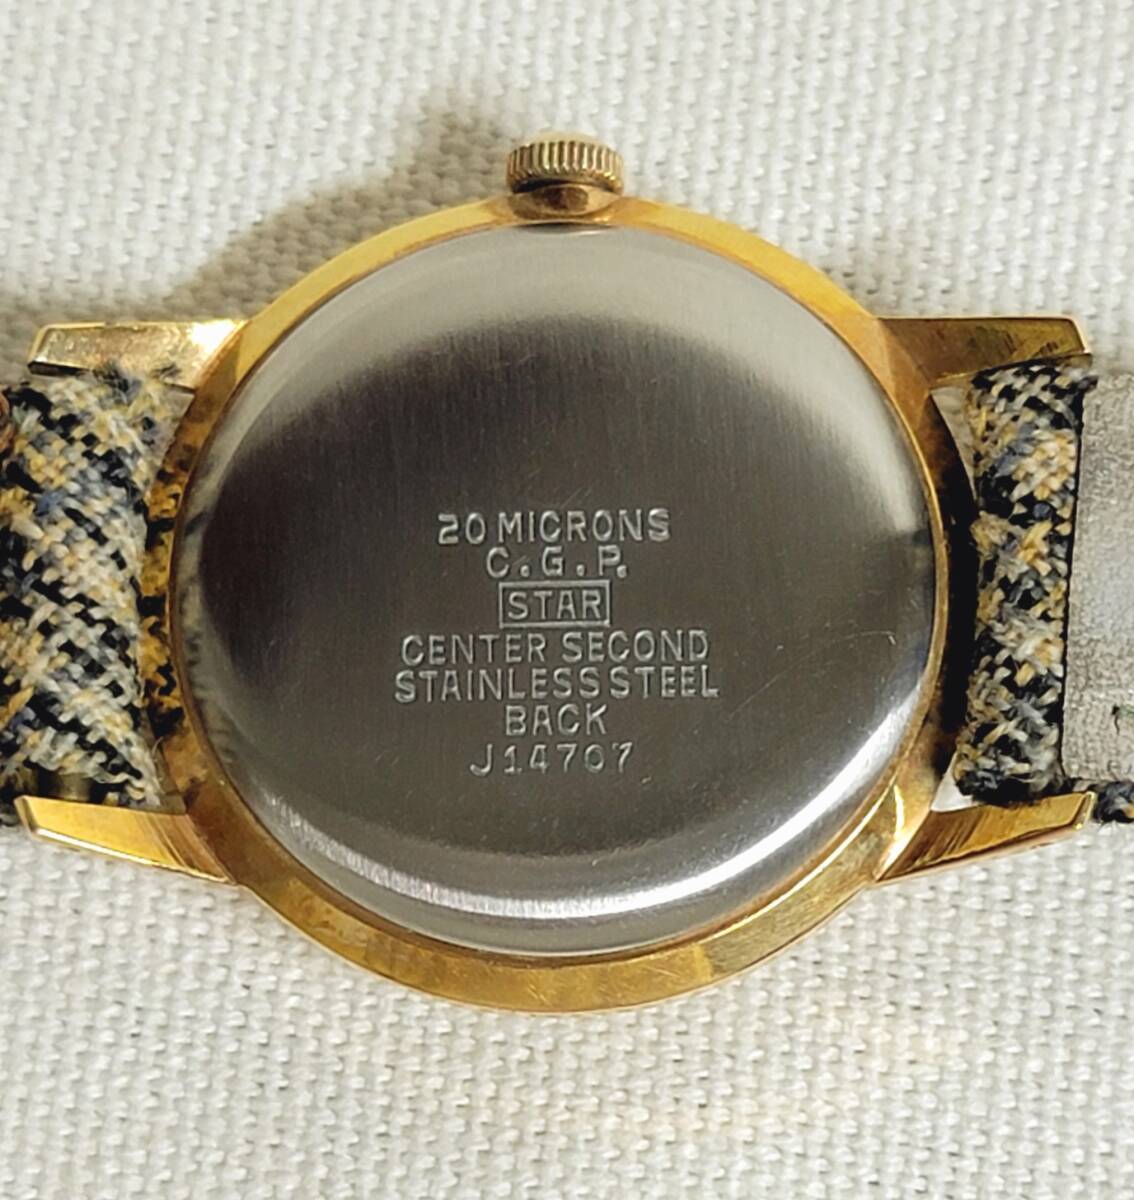 20 MICRONS
C.G.P.
STAR
CENTER SECOND
STAINLESS STEEL
BACK
J14707